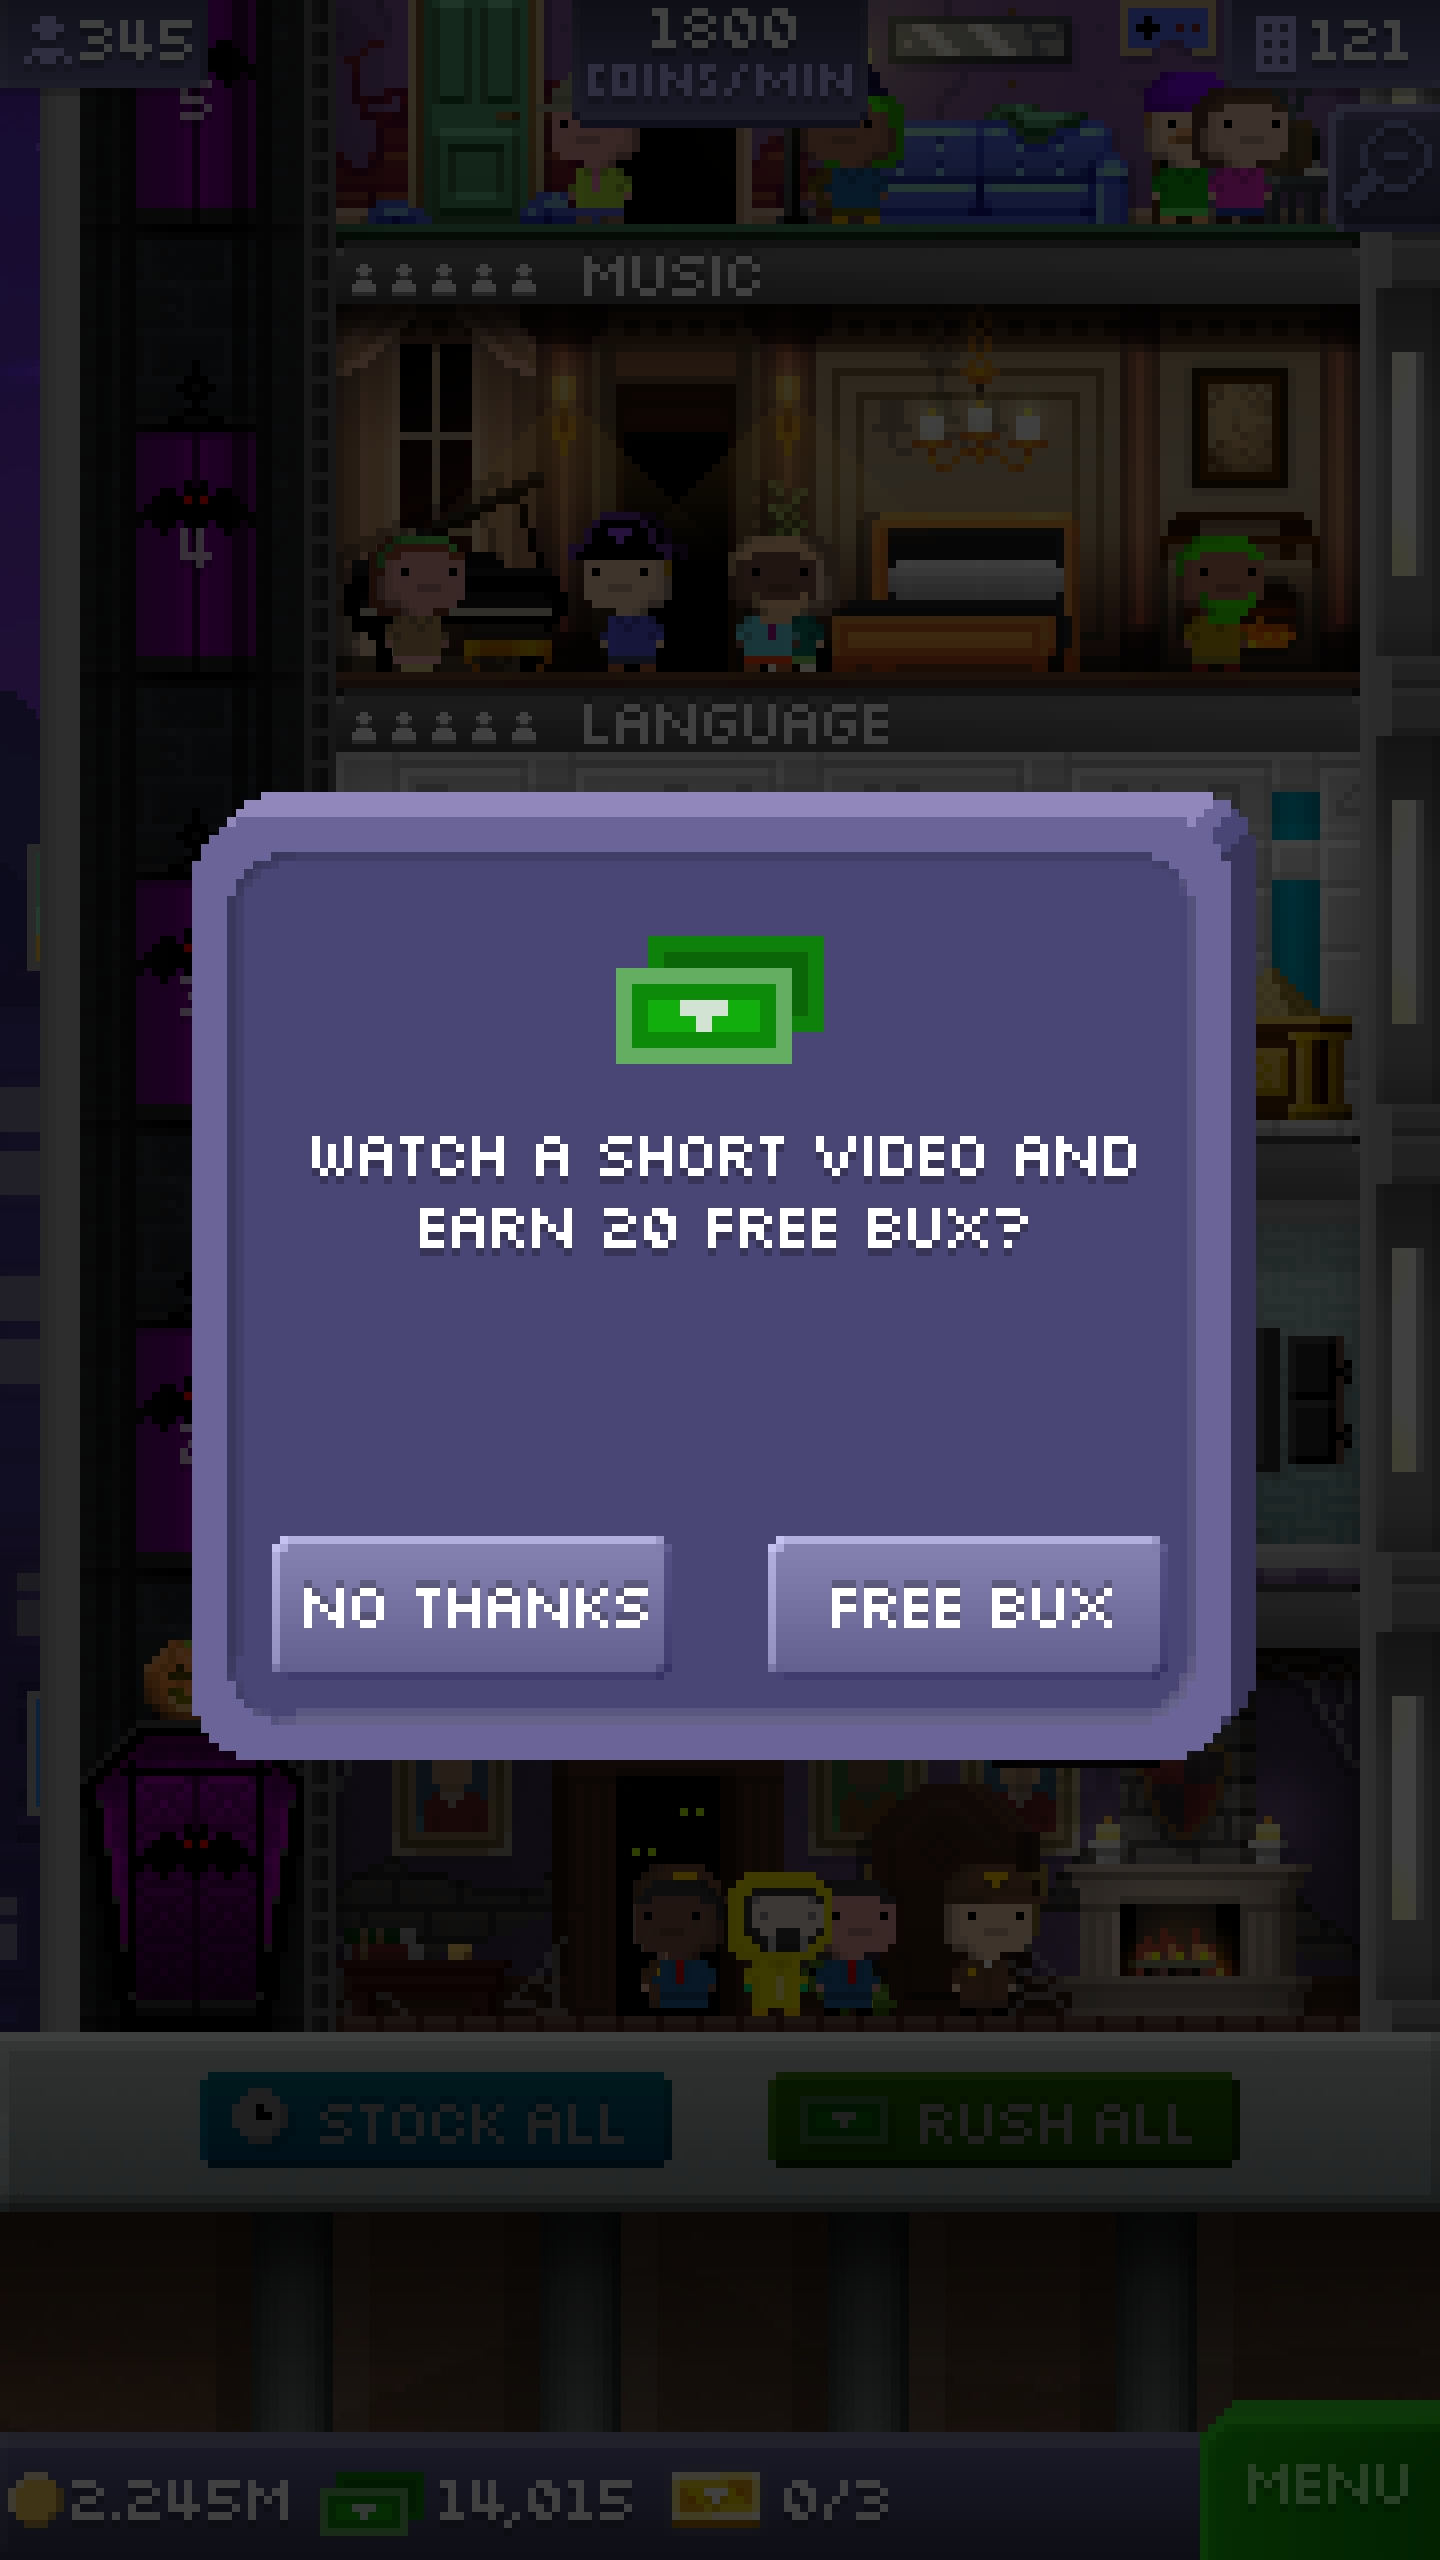 345
1800
COINS/MIN
121
5
MUSIC
4
LANGUAGE
WATCH A SHORT VIDEO AND
EARN 20 FREE BUX?
NO THANKS
FREE BUX
STOCK ALL
RUSH ALL
2.245M
14,015
0/3
MENU